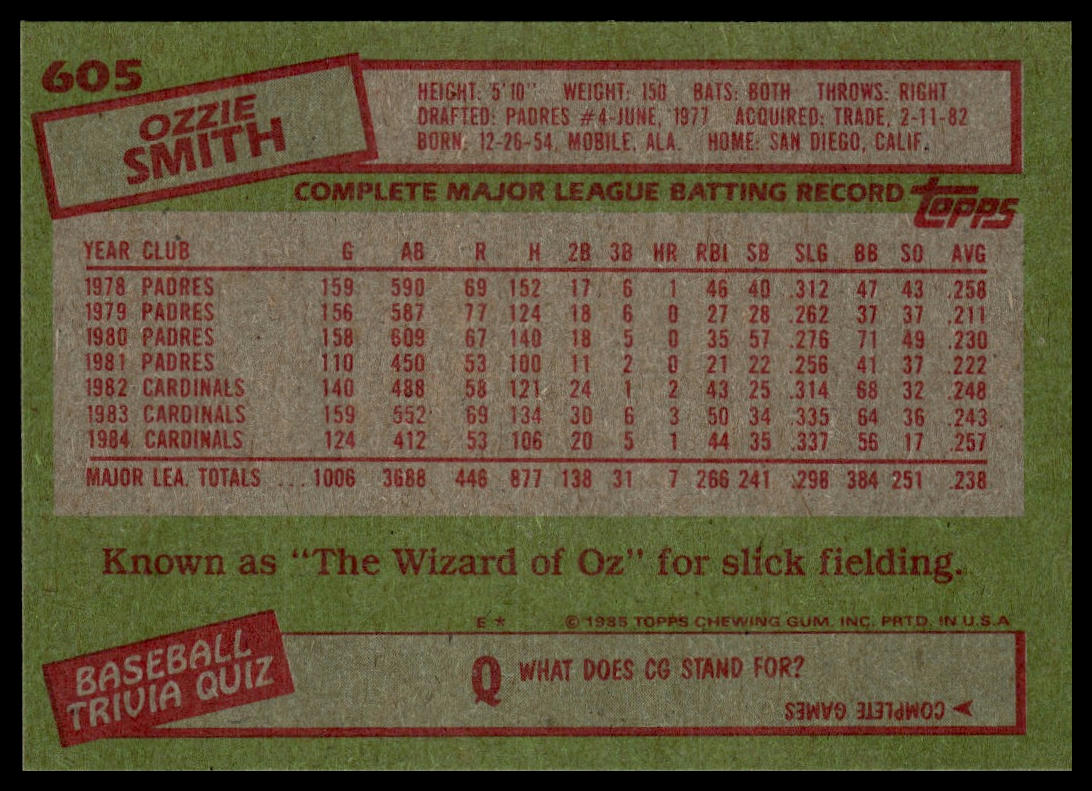 605
OZZIE
SMITH
HEIGHT: 5'10" WEIGHT: 150 BATS: BOTH THROWS: RIGHT
DRAFTED: PADRES #4-JUNE, 1977 ACQUIRED: TRADE, 2-11-82
BORN: 12-26-54, MOBILE, ALA. HOME: SAN DIEGO, CALIF.
COMPLETE MAJOR LEAGUE BATTING RECORD topps
YEAR CLUB G AB R H 2B 3B HR RBI SB SLG BB SO AVG
1978 PADRES 159 590 69 152 17 6 1 46 40 .312 47 43 .258
1979 PADRES 156 587 77 124 18 6 0 27 28 .262 37 37 .211
1980 PADRES 158 609 67 140 18 5 0 35 57 .276 71 49 .230
1981 PADRES 110 450 53 100 11 2 0 21 22 .256 41 37 .222
1982 CARDINALS 140 488 58 121 24 1 2 43 25 .314 68 32 .248
1983 CARDINALS 159 552 69 134 30 6 3 50 34 .335 64 36 .243
1984 CARDINALS 124 412 53 106 20 5 1 44 35 .337 56 17 .257
MAJOR LEA. TOTALS ... 1006 3688 446 877 138 31 7 266 241 .298 384 251 .238
Known as "The Wizard of Oz" for slick fielding.
E * © 1985 TOPPS CHEWING GUM, INC. PRTD. IN U.S.A
BASEBALL
TRIVIA QUIZ
Q WHAT DOES CG STAND FOR?
COMPLETE GAMES